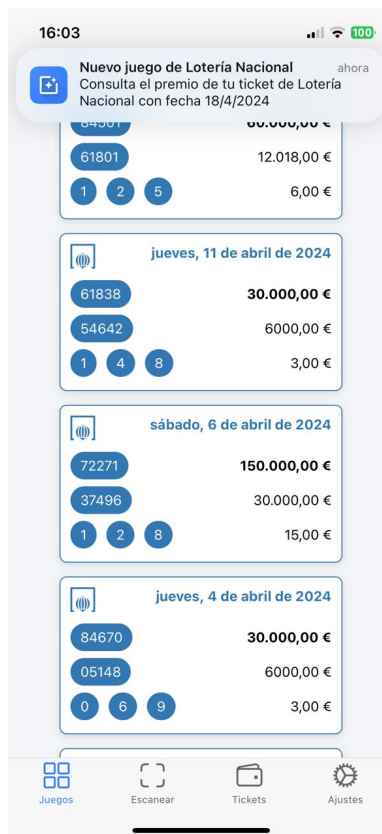 16:03
100
Nuevo juego de Lotería Nacional
ahora
Consulta el premio de tu ticket de Lotería
Nacional con fecha 18/4/2024
84501 60.000,00 €
61801 12.018,00 €
1 2 5 6,00 €
jueves, 11 de abril de 2024
61838 30.000,00 €
54642 6000,00 €
1 4 8 3,00 €
sábado, 6 de abril de 2024
72271 150.000,00 €
37496 30.000,00 €
1 2 8 15,00 €
jueves, 4 de abril de 2024
84670 30.000,00 €
05148 6000,00 €
0 6 9 3,00 €
Juegos Escanear Tickets Ajustes